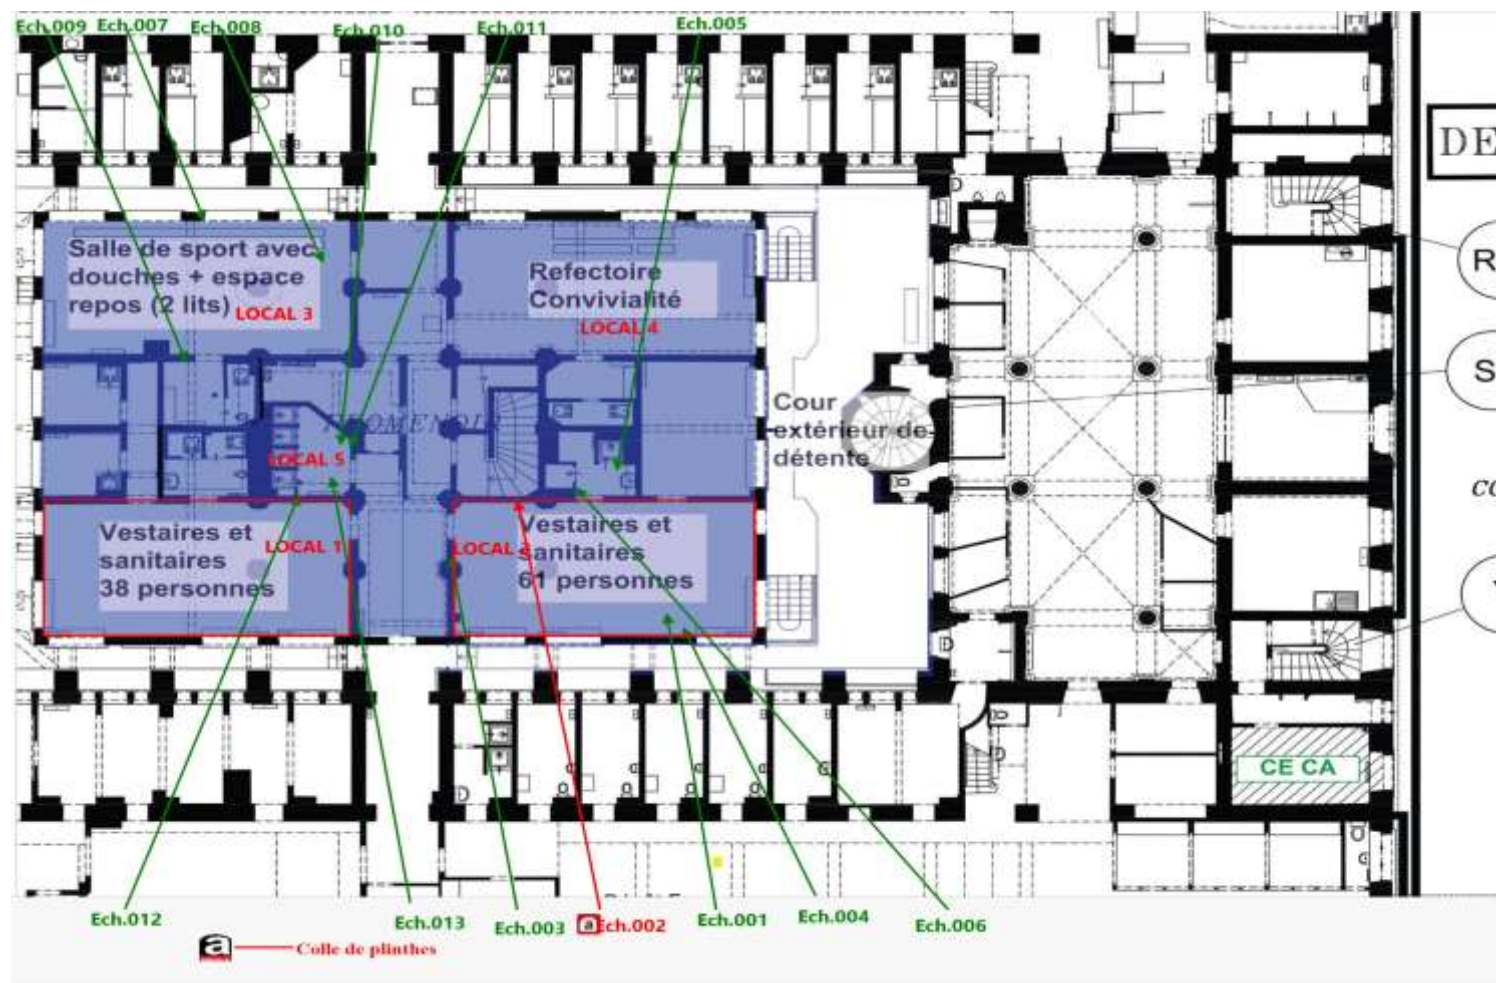 Ech.009 Ech.007 Ech.008 Ech.010 Ech.011 Ech.005
DE
R
Salle de sport avec
douches + espace
repos (2 lits) LOCAL 3
Refectoire
Convivialité
LOCAL 4
S
Cour
extérieur de
détente
LOCAL 5
co
Vestaires et
sanitaires
38 personnes
LOCAL 1
Vestaires et
sanitaires
61 personnes
LOCAL
CE CA
Ech.012 Ech.013 Ech.003 a Ech.002 Ech.001 Ech.004 Ech.006
a Colle de plinthes